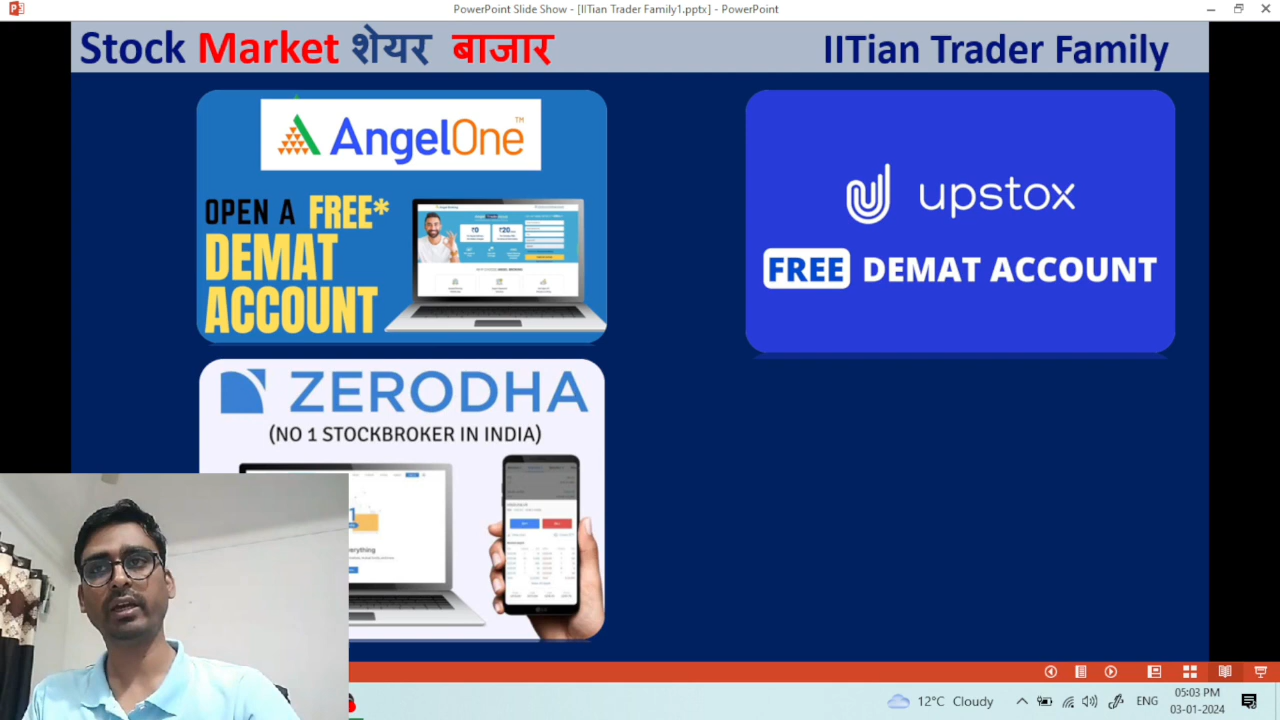 PowerPoint Slide Show - [IITian Trader Family1.pptx] - PowerPoint
Stock Market शेयर बाजार
IITian Trader Family
AngelOne™
OPEN A FREE*
DEMAT
ACCOUNT
upstox
FREE DEMAT ACCOUNT
ZERODHA
(NO 1 STOCKBROKER IN INDIA)
12°C Cloudy
ENG
05:03 PM
03-01-2024